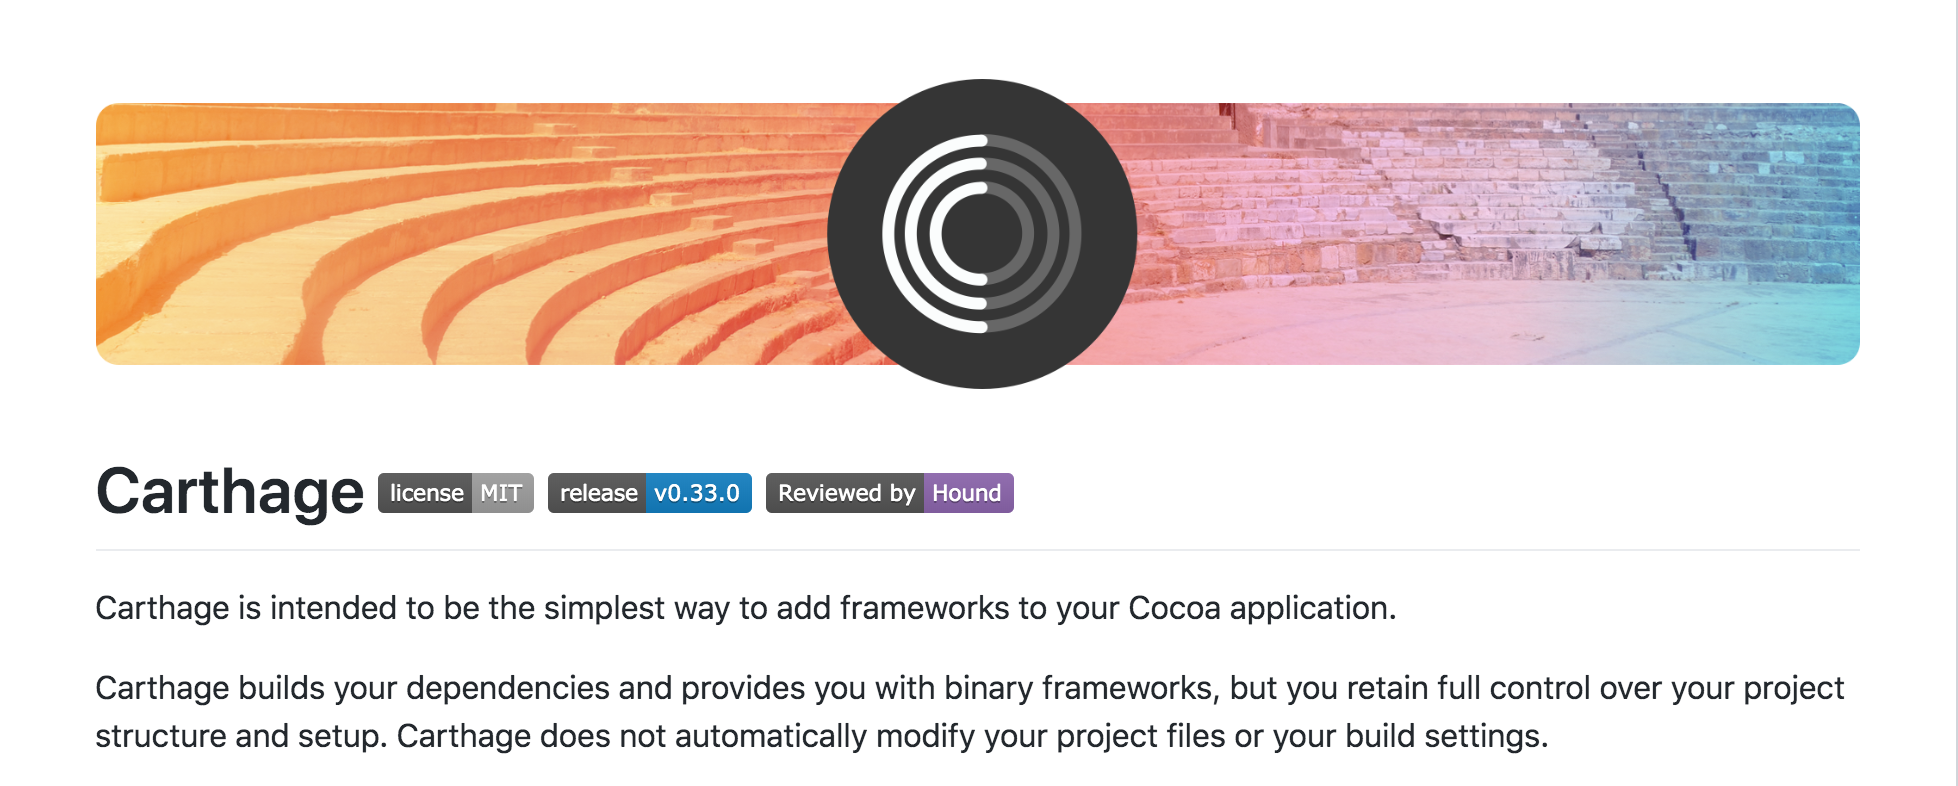 Carthage license MIT release v0.33.0 Reviewed by Hound
Carthage is intended to be the simplest way to add frameworks to your Cocoa application.
Carthage builds your dependencies and provides you with binary frameworks, but you retain full control over your project
structure and setup. Carthage does not automatically modify your project files or your build settings.